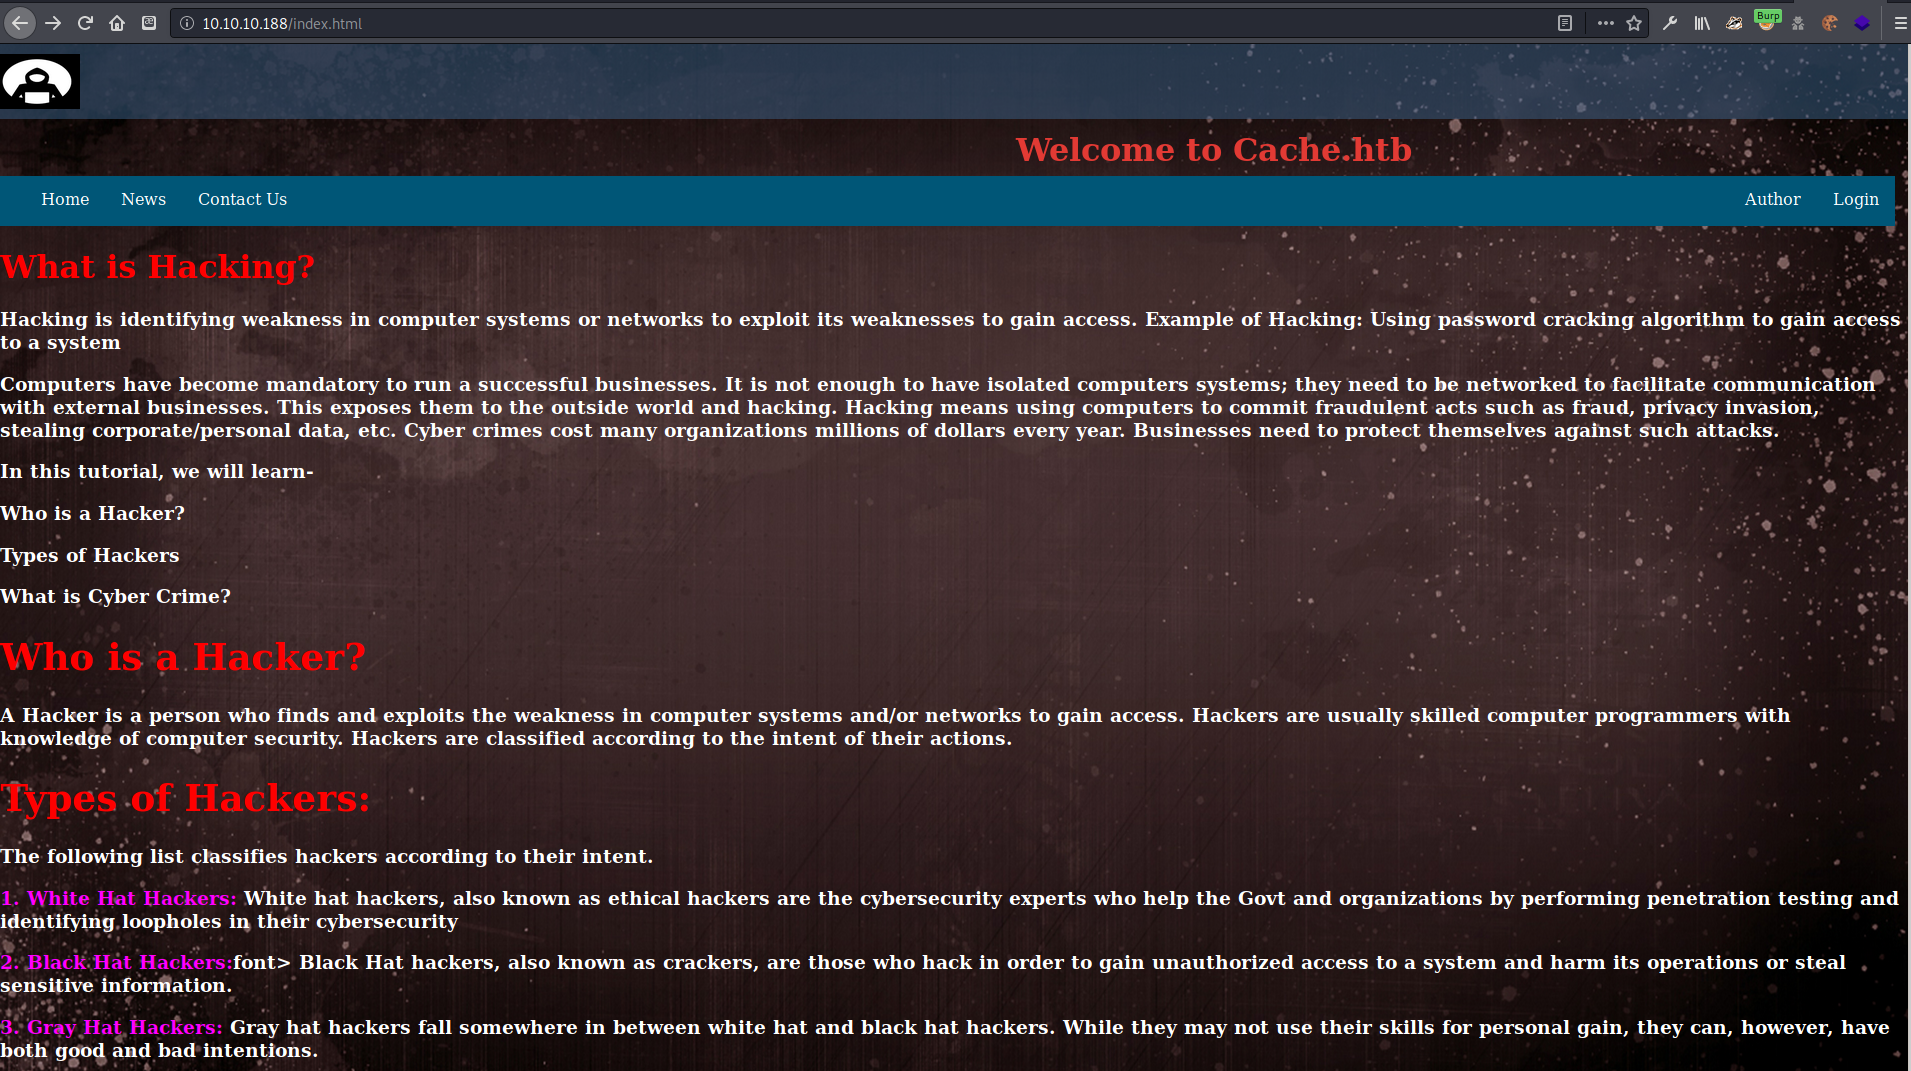 10.10.10.188/index.html
Burp
Welcome to Cache.htb
Home News Contact Us Author Login
What is Hacking?
Hacking is identifying weakness in computer systems or networks to exploit its weaknesses to gain access. Example of Hacking: Using password cracking algorithm to gain access
to a system
Computers have become mandatory to run a successful businesses. It is not enough to have isolated computers systems; they need to be networked to facilitate communication
with external businesses. This exposes them to the outside world and hacking. Hacking means using computers to commit fraudulent acts such as fraud, privacy invasion,
stealing corporate/personal data, etc. Cyber crimes cost many organizations millions of dollars every year. Businesses need to protect themselves against such attacks.
In this tutorial, we will learn-
Who is a Hacker?
Types of Hackers
What is Cyber Crime?
Who is a Hacker?
A Hacker is a person who finds and exploits the weakness in computer systems and/or networks to gain access. Hackers are usually skilled computer programmers with
knowledge of computer security. Hackers are classified according to the intent of their actions.
Types of Hackers:
The following list classifies hackers according to their intent.
1. White Hat Hackers: White hat hackers, also known as ethical hackers are the cybersecurity experts who help the Govt and organizations by performing penetration testing and
identifying loopholes in their cybersecurity
2. Black Hat Hackers:font> Black Hat hackers, also known as crackers, are those who hack in order to gain unauthorized access to a system and harm its operations or steal
sensitive information.
3. Gray Hat Hackers: Gray hat hackers fall somewhere in between white hat and black hat hackers. While they may not use their skills for personal gain, they can, however, have
both good and bad intentions.